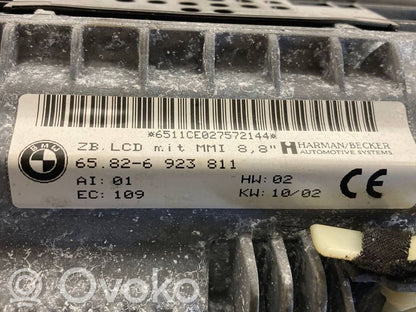 *6511CE027572144*
ZB.LCD mit MMI 8,8"
HARMAN/BECKER
AUTOMOTIVE SYSTEMS
BMW
65.82-6 923 811
AI: 01
HW: 02
EC: 109
KW: 10/02
CE
© Ovoko